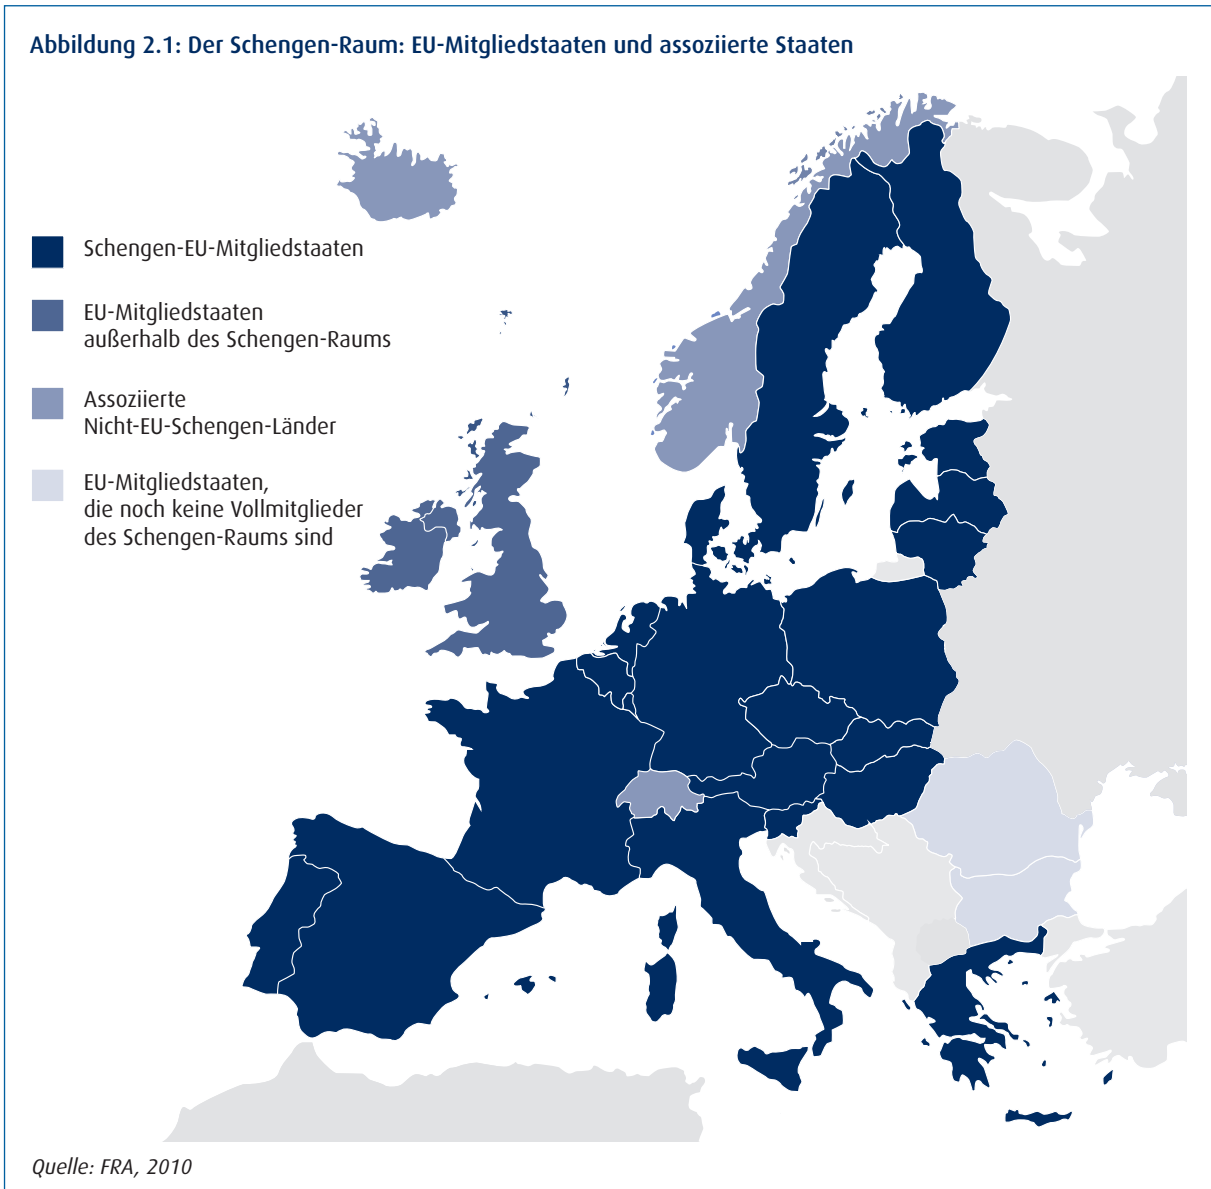 Abbildung 2.1: Der Schengen-Raum: EU-Mitgliedstaaten und assoziierte Staaten
Schengen-EU-Mitgliedstaaten
EU-Mitgliedstaaten
außerhalb des Schengen-Raums
Assoziierte
Nicht-EU-Schengen-Länder
EU-Mitgliedstaaten,
die noch keine Vollmitglieder
des Schengen-Raums sind
Quelle: FRA, 2010